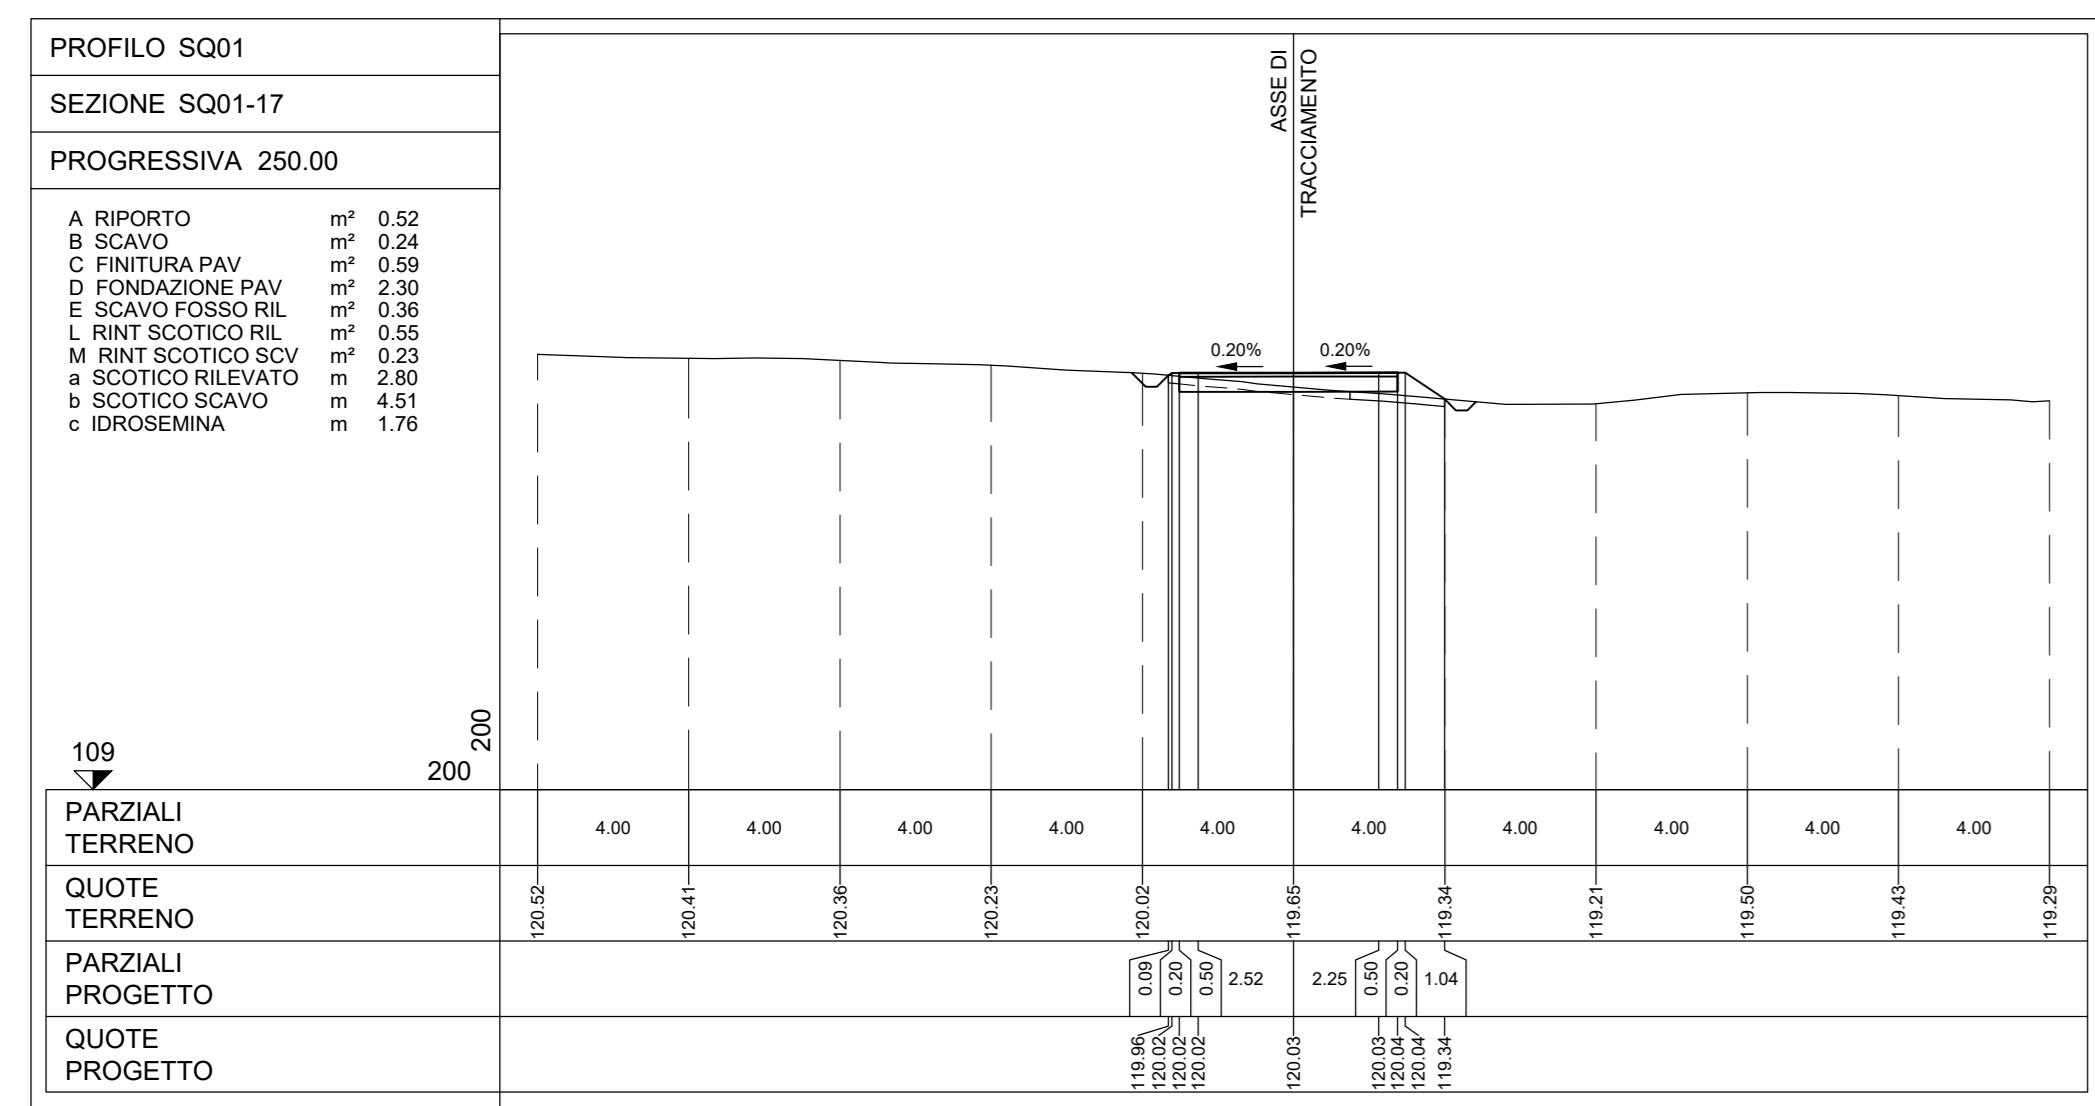 PROFILO SQ01
SEZIONE SQ01-17
PROGRESSIVA 250.00
A RIPORTO m² 0.52
B SCAVO m² 0.24
C FINITURA PAV m² 0.59
D FONDAZIONE PAV m² 2.30
E SCAVO FOSSO RIL m² 0.36
L RINT SCOTICO RIL m² 0.55
M RINT SCOTICO SCV m² 0.23
a SCOTICO RILEVATO m 2.80
b SCOTICO SCAVO m 4.51
c IDROSEMINA m 1.76
ASSE DI
TRACCIAMENTO
0.20% 0.20%
109
200
200
PARZIALI
TERRENO
4.00 4.00 4.00 4.00 4.00 4.00 4.00 4.00 4.00 4.00
QUOTE
TERRENO
120.52 120.41 120.36 120.23 120.02 119.65 119.34 119.21 119.50 119.43 119.29
PARZIALI
PROGETTO
0.09 0.20 0.50 2.52 2.25 0.50 0.20 1.04
QUOTE
PROGETTO
119.96 120.02 120.02 120.02 120.03 120.03 120.04 120.04 119.34